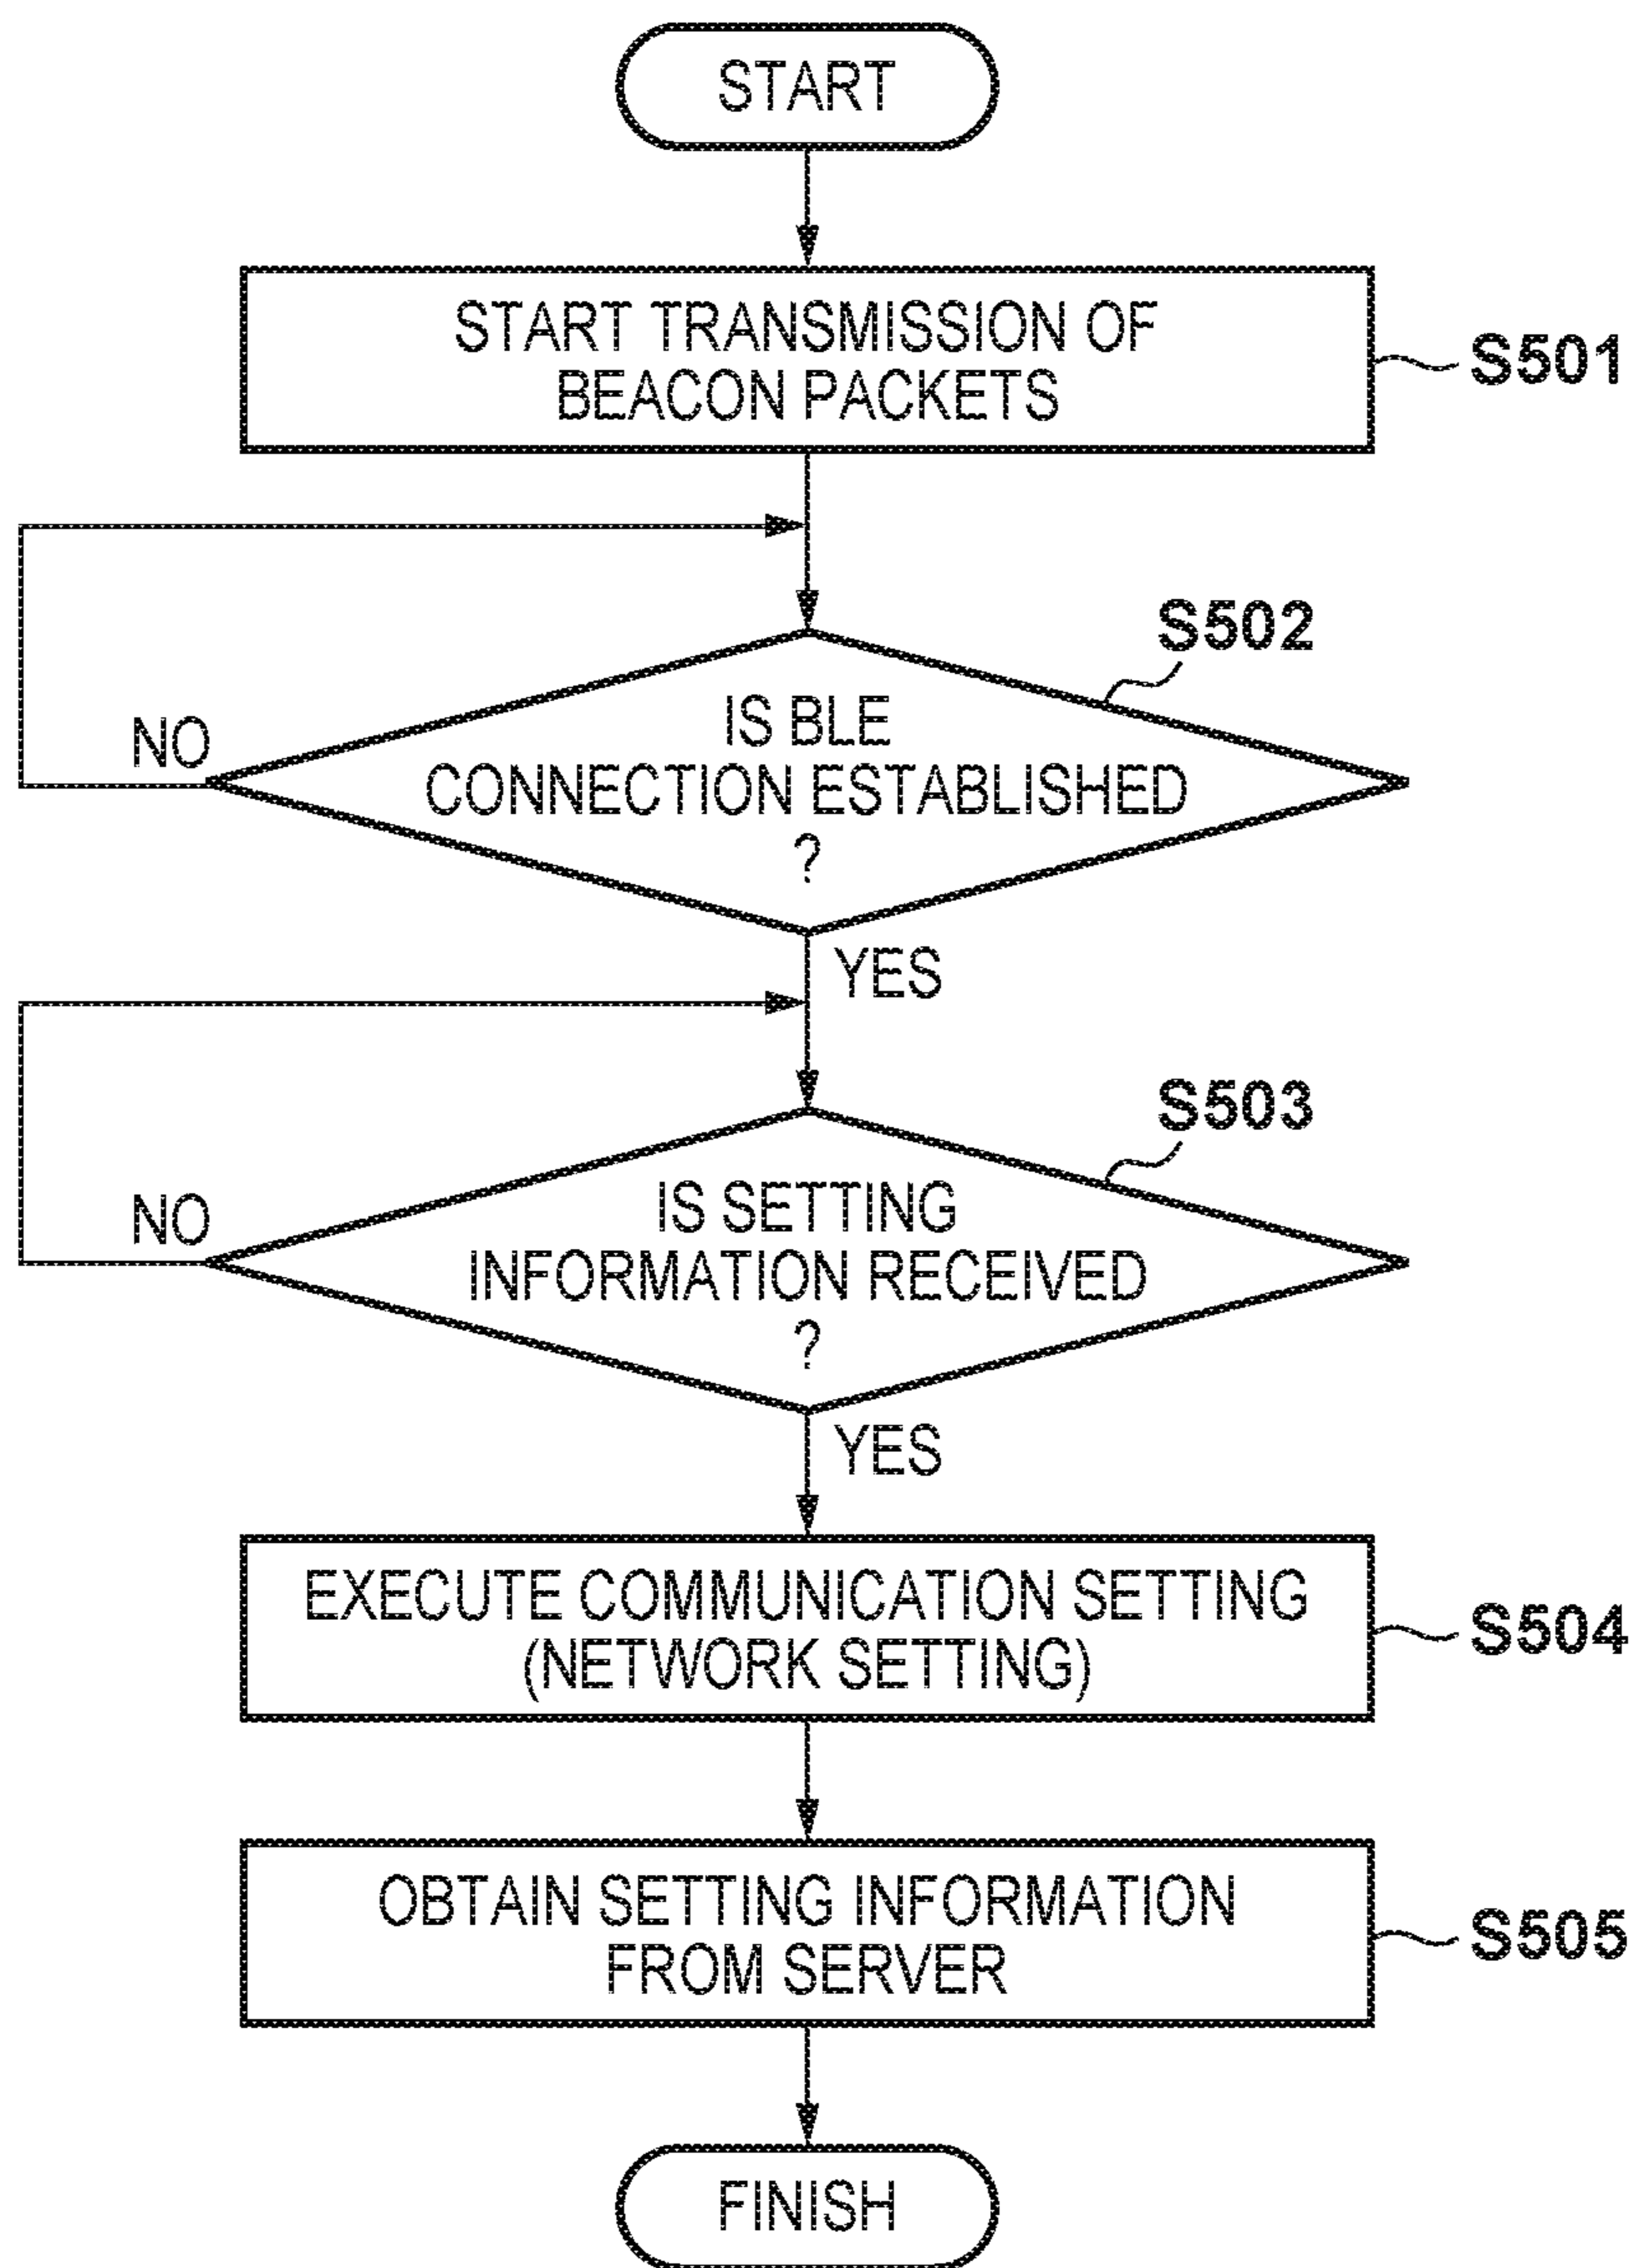 START
START TRANSMISSION OF
BEACON PACKETS
S501
S502
IS BLE
CONNECTION ESTABLISHED
?
NO
YES
S503
IS SETTING
INFORMATION RECEIVED
?
NO
YES
EXECUTE COMMUNICATION SETTING
(NETWORK SETTING)
S504
OBTAIN SETTING INFORMATION
FROM SERVER
S505
FINISH